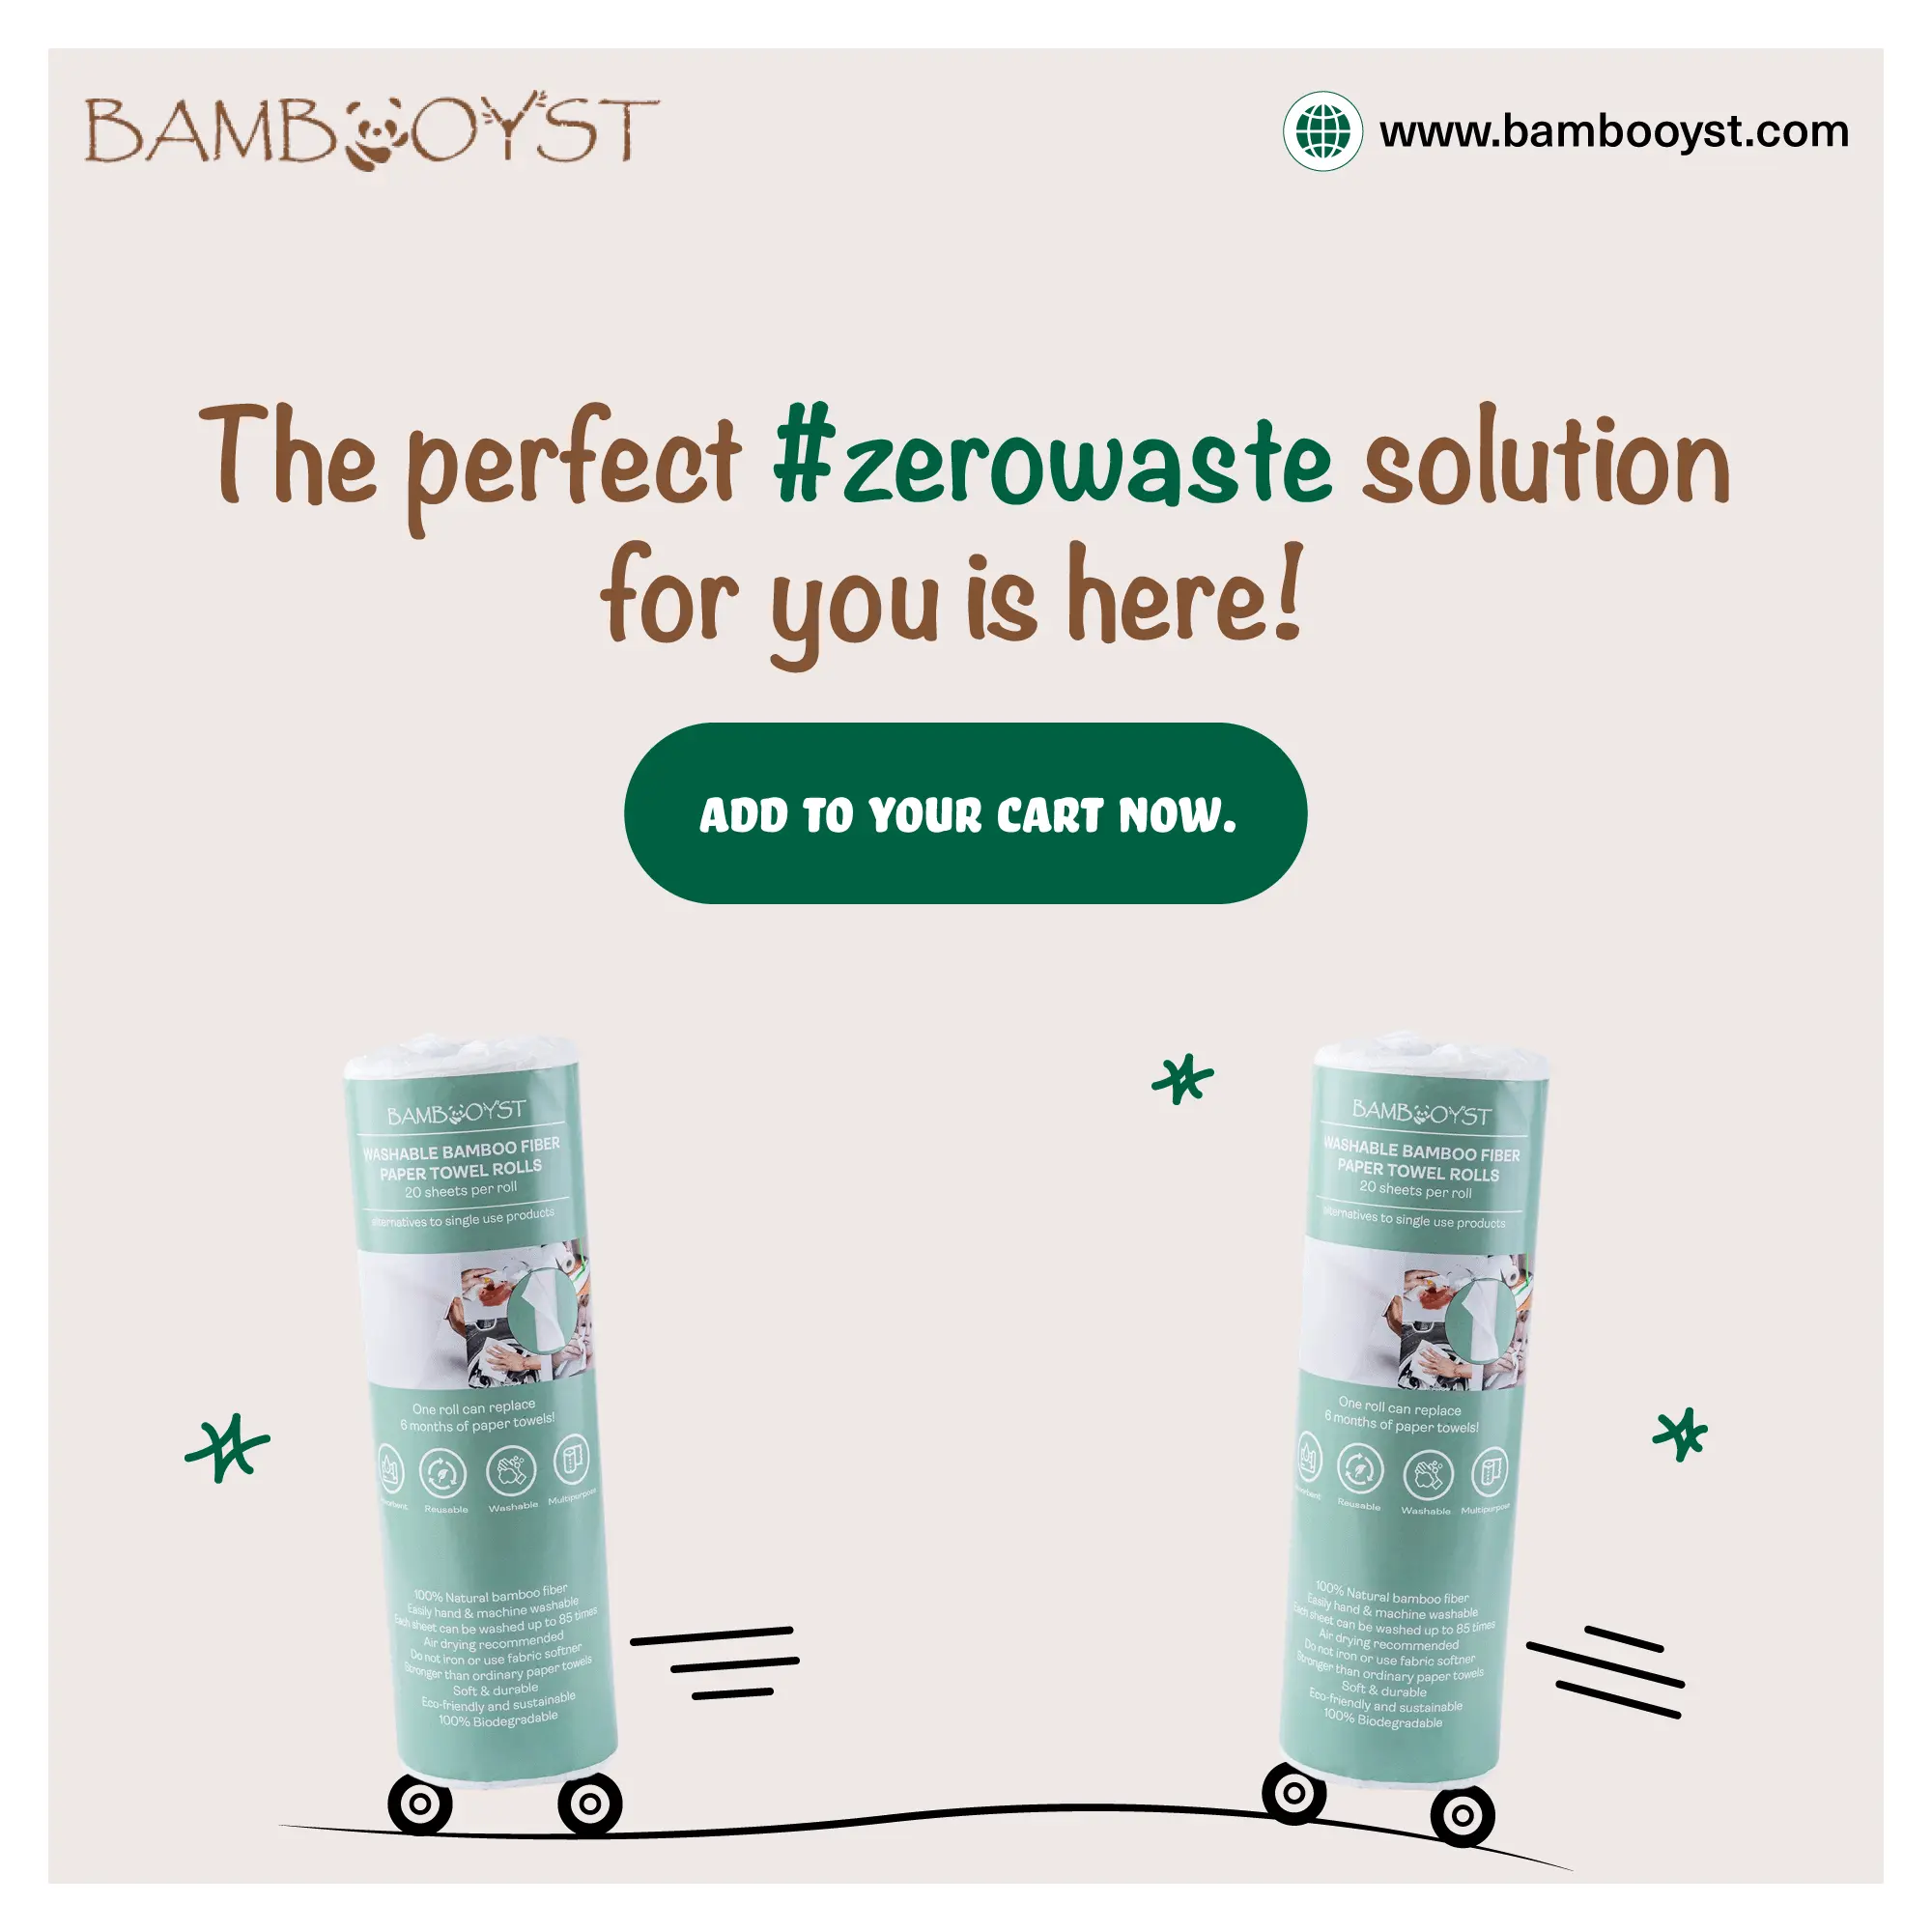 BAMBOOYST
www.bambooyst.com
The perfect #zerowaste solution
for you is here!
ADD TO YOUR CART NOW.
BAMBOOYST
WASHABLE BAMBOO FIBER
PAPER TOWEL ROLLS
20 sheets per roll
alternatives to single use products
One roll can replace
6 months of paper towels!
Reusable Washable Multipurpose
100% Natural bamboo fiber
Easily hand & machine washable
Each sheet can be washed up to 85 times
Air drying recommended
Do not iron or use fabric softner
Stronger than ordinary paper towels
Soft & durable
Eco-friendly and sustainable
100% Biodegradable
BAMBOOYST
WASHABLE BAMBOO FIBER
PAPER TOWEL ROLLS
20 sheets per roll
alternatives to single use products
One roll can replace
6 months of paper towels!
Reusable Washable Multipurpose
100% Natural bamboo fiber
Easily hand & machine washable
Each sheet can be washed up to 85 times
Air drying recommended
Do not iron or use fabric softner
Stronger than ordinary paper towels
Soft & durable
Eco-friendly and sustainable
100% Biodegradable